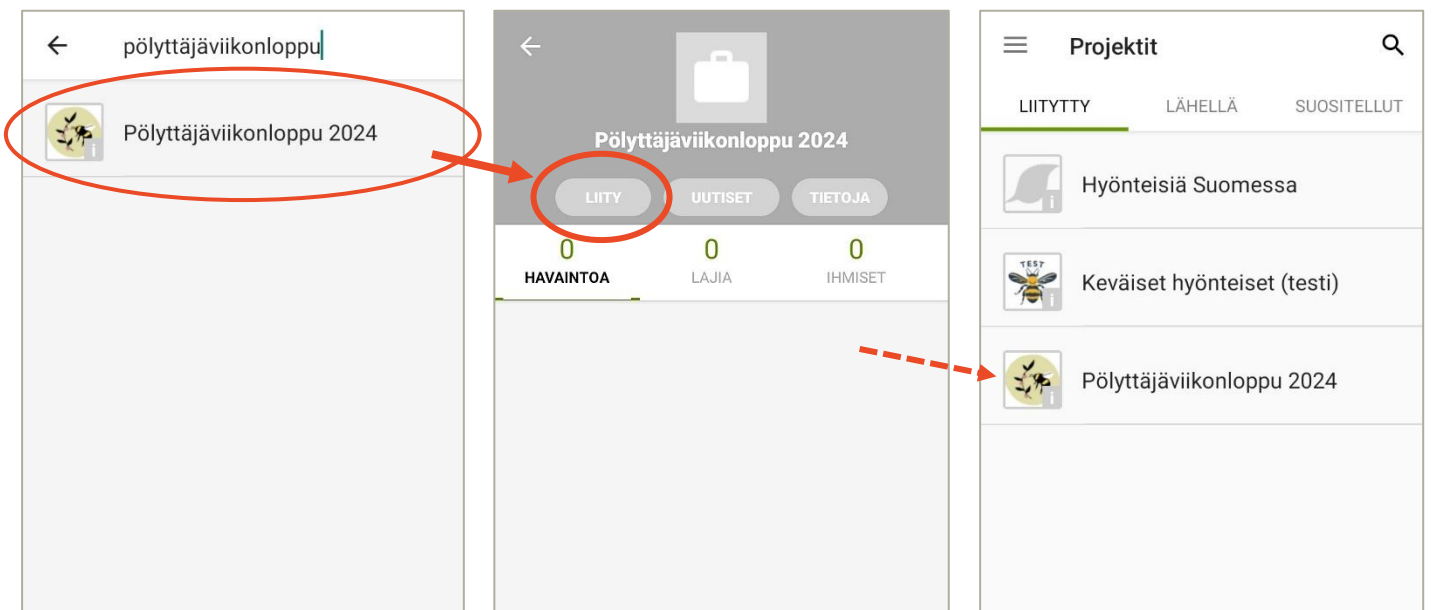 pölyttäjäviikonloppu
Pölyttäjäviikonloppu 2024
Pölyttäjäviikonloppu 2024
LIITY UUTISET TIETOJA
0 0 0
HAVAINTOA LAJIA IHMISET
Projektit
LIITYTTY LÄHELLÄ SUOSITELLUT
Hyönteisiä Suomessa
TEST
Keväiset hyönteiset (testi)
Pölyttäjäviikonloppu 2024